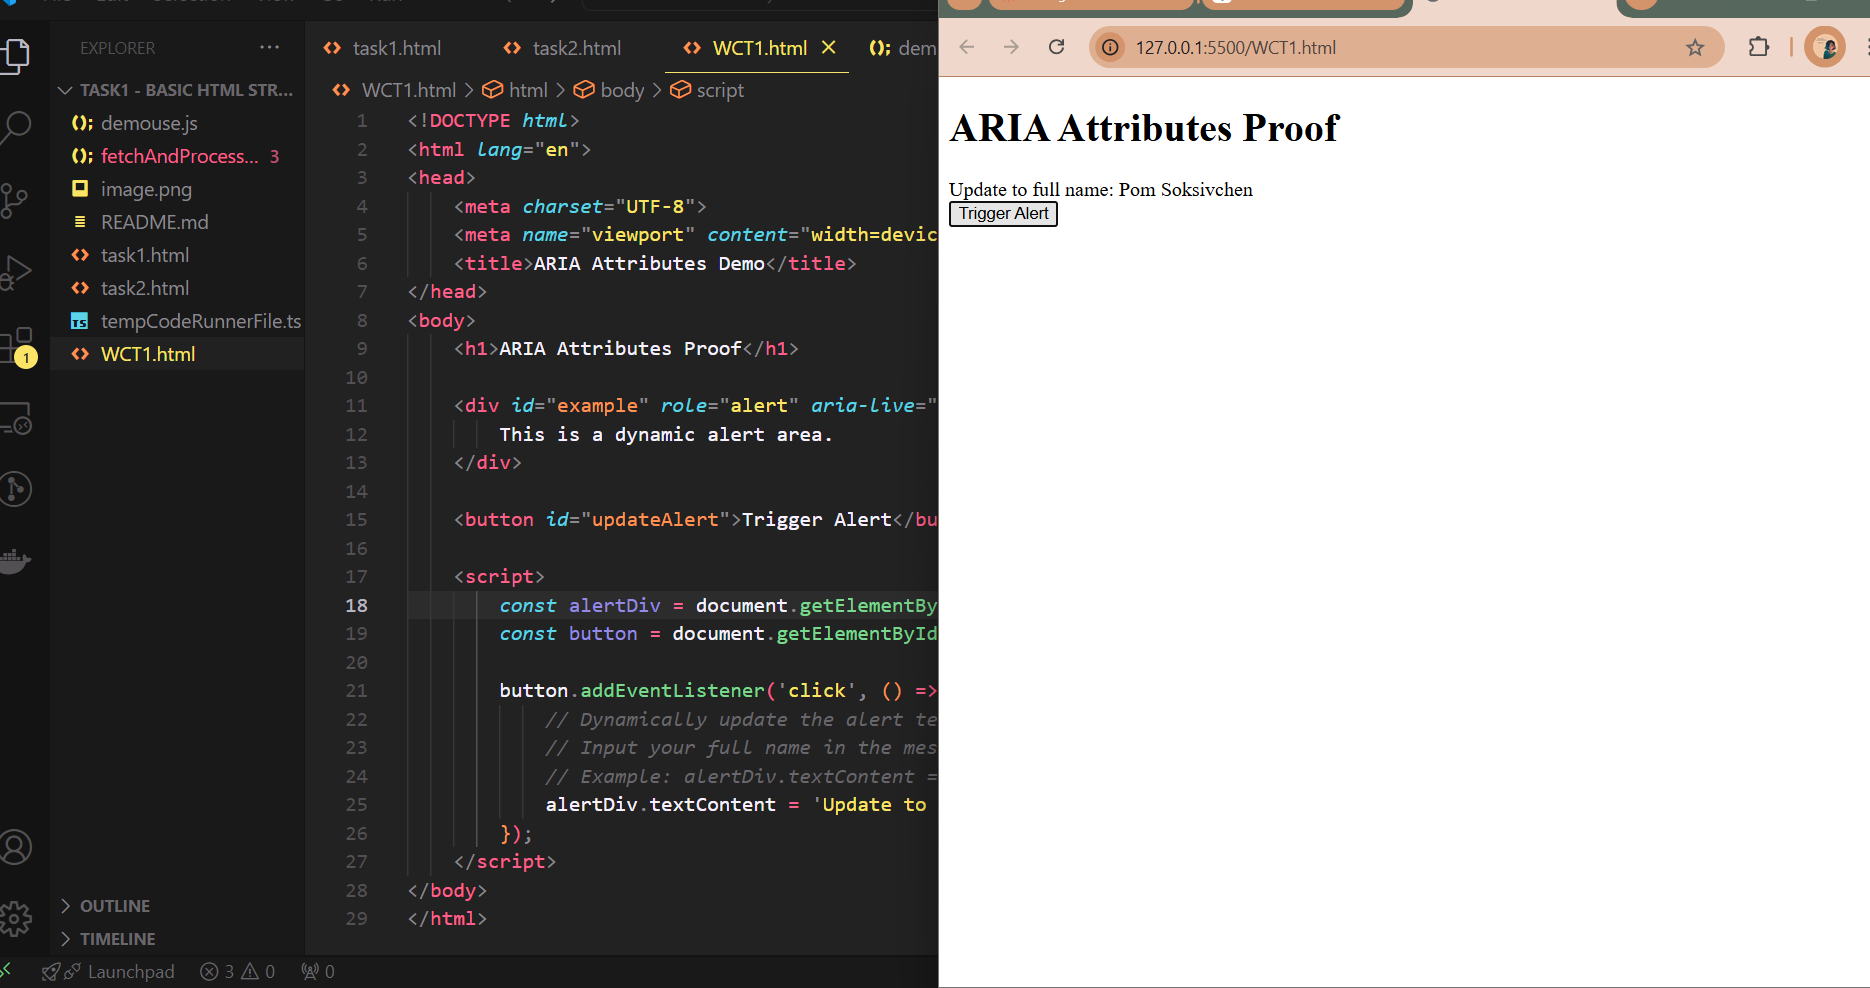 EXPLORER
TASK1 - BASIC HTML STR...
demouse.js
fetchAndProcess... 3
image.png
README.md
task1.html
task2.html
TS tempCodeRunnerFile.ts
WCT1.html
1
OUTLINE
TIMELINE
Launchpad 3 0 0
task1.html task2.html WCT1.html dem
WCT1.html > html > body > script
1 <!DOCTYPE html>
2 <html lang="en">
3 <head>
4 <meta charset="UTF-8">
5 <meta name="viewport" content="width=devic
6 <title>ARIA Attributes Demo</title>
7 </head>
8 <body>
9 <h1>ARIA Attributes Proof</h1>
10
11 <div id="example" role="alert" aria-live="
12 This is a dynamic alert area.
13 </div>
14
15 <button id="updateAlert">Trigger Alert</bu
16
17 <script>
18 const alertDiv = document.getElementBy
19 const button = document.getElementById
20
21 button.addEventListener('click', () =>
22 // Dynamically update the alert te
23 // Input your full name in the mes
24 // Example: alertDiv.textContent =
25 alertDiv.textContent = 'Update to
26 });
27 </script>
28 </body>
29 </html>
127.0.0.1:5500/WCT1.html
ARIA Attributes Proof
Update to full name: Pom Soksivchen
Trigger Alert